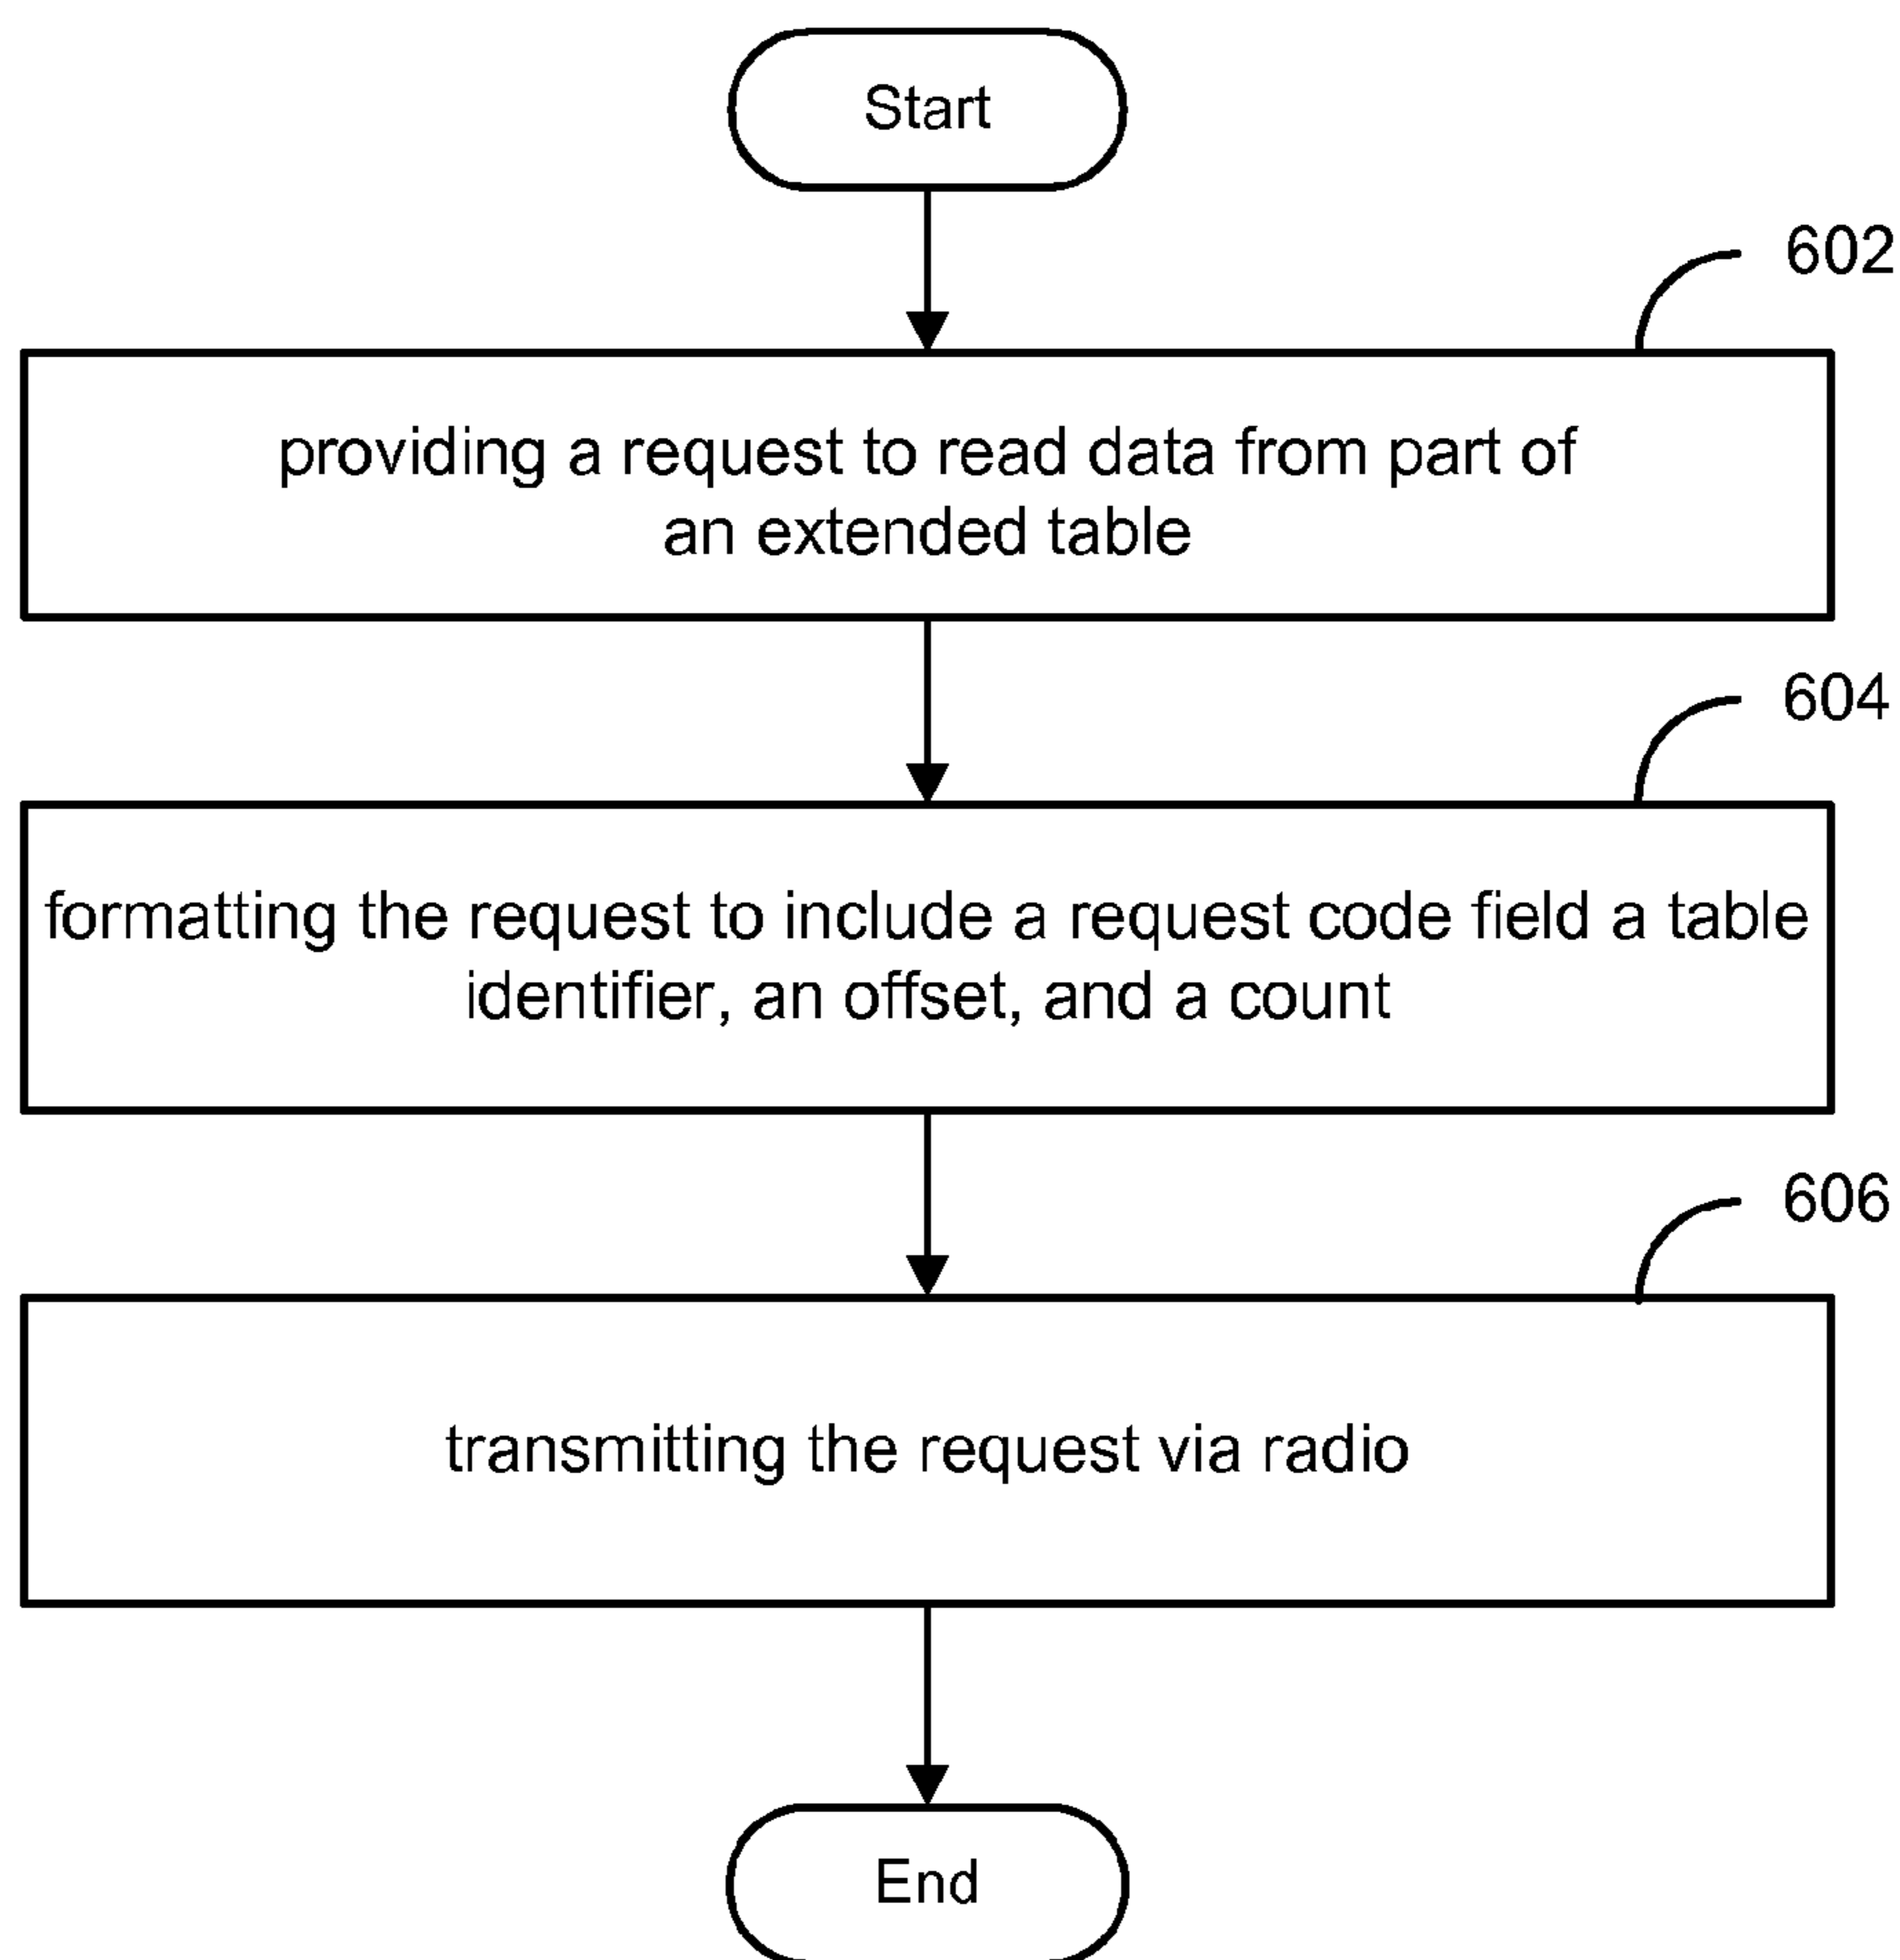 Start
602
providing a request to read data from part of
an extended table
604
formatting the request to include a request code field a table
identifier, an offset, and a count
606
transmitting the request via radio
End